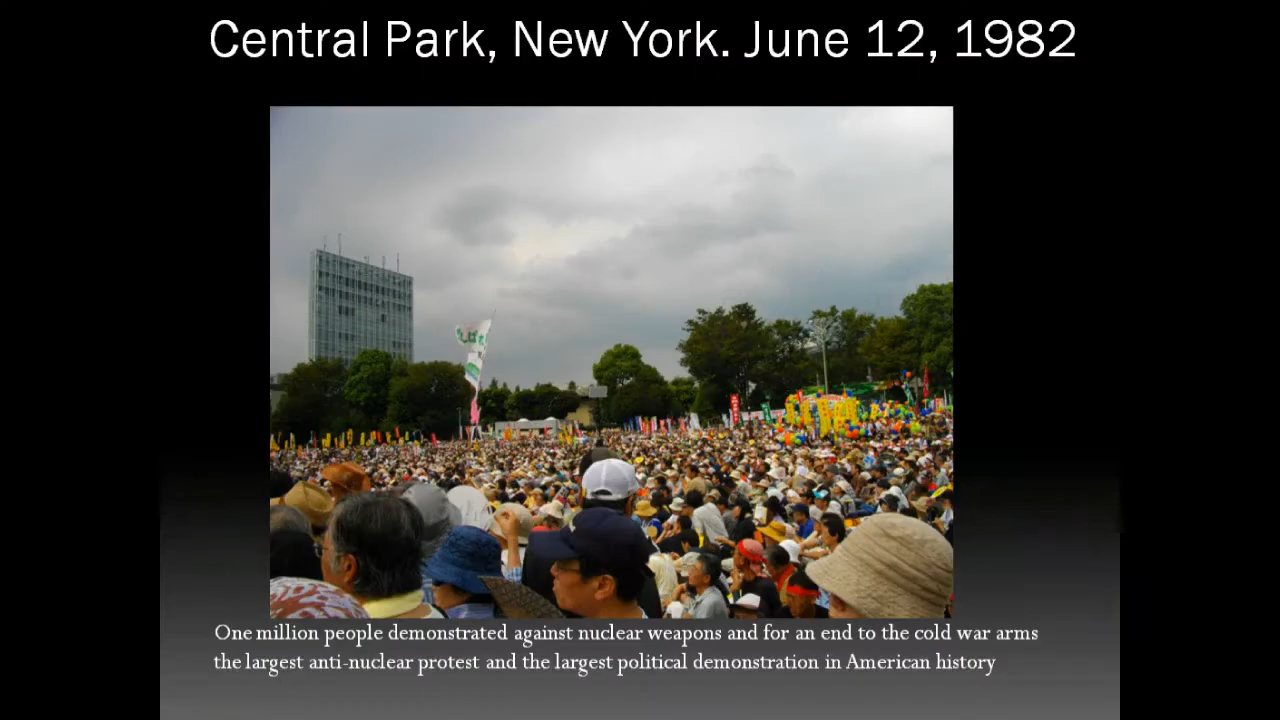 Central Park, New York. June 12, 1982
One million people demonstrated against nuclear weapons and for an end to the cold war arms
the largest anti-nuclear protest and the largest political demonstration in American history